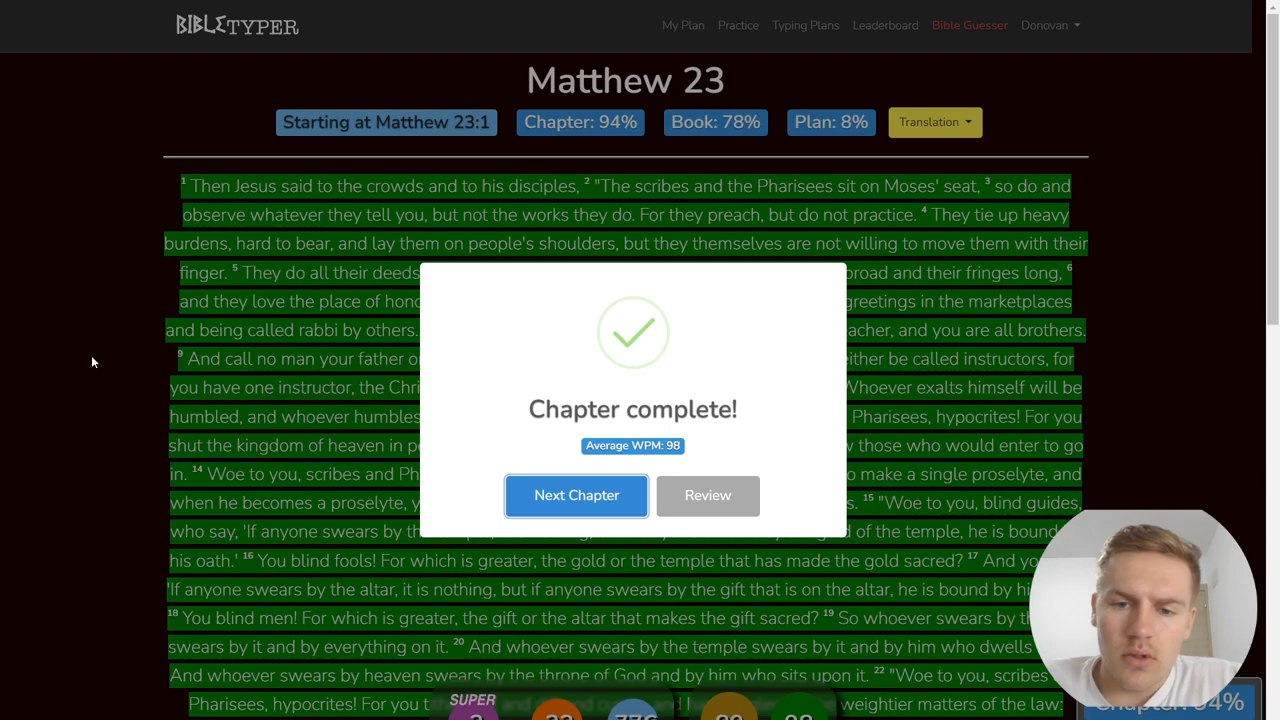 BIBLETYPER
My Plan Practice Typing Plans Leaderboard Bible Guesser Donovan
Matthew 23
Starting at Matthew 23:1 Chapter: 94% Book: 78% Plan: 8% Translation
1 Then Jesus said to the crowds and to his disciples, 2 "The scribes and the Pharisees sit on Moses' seat, 3 so do and
observe whatever they tell you, but not the works they do. For they preach, but do not practice. 4 They tie up heavy
burdens, hard to bear, and lay them on people's shoulders, but they themselves are not willing to move them with their
finger. 5 They do all their deeds broad and their fringes long, 6
and they love the place of greetings in the marketplaces
and being called rabbi by others. and you are all brothers.
9 And call no man your father either be called instructors, for
you have one instructor, the Whoever exalts himself will be
humbled, and whoever humbles Pharisees, hypocrites! For you
shut the kingdom of heaven in those who would enter to go
in. 14 Woe to you, scribes and to make a single proselyte, and
when he becomes a proselyte, 15 "Woe to you, blind guides,
who say, 'If anyone swears by of the temple, he is
his oath.' 16 You blind fools! For which is greater, the gold or the temple that has made the gold sacred? 17 And
'If anyone swears by the altar, it is nothing, but if anyone swears by the gift that is on the altar, he is bound by
18 You blind men! For which is greater, the gift or the altar that makes the gift sacred? 19 So whoever swears by
swears by it and by everything on it. 20 And whoever swears by the temple swears by it and by him who dwells
And whoever swears by heaven swears by the throne of God and by him who sits upon it. 22 "Woe to you, scribes
Pharisees, hypocrites! For you weightier matters of the law:
Chapter complete!
Average WPM: 98
Next Chapter Review
SUPER